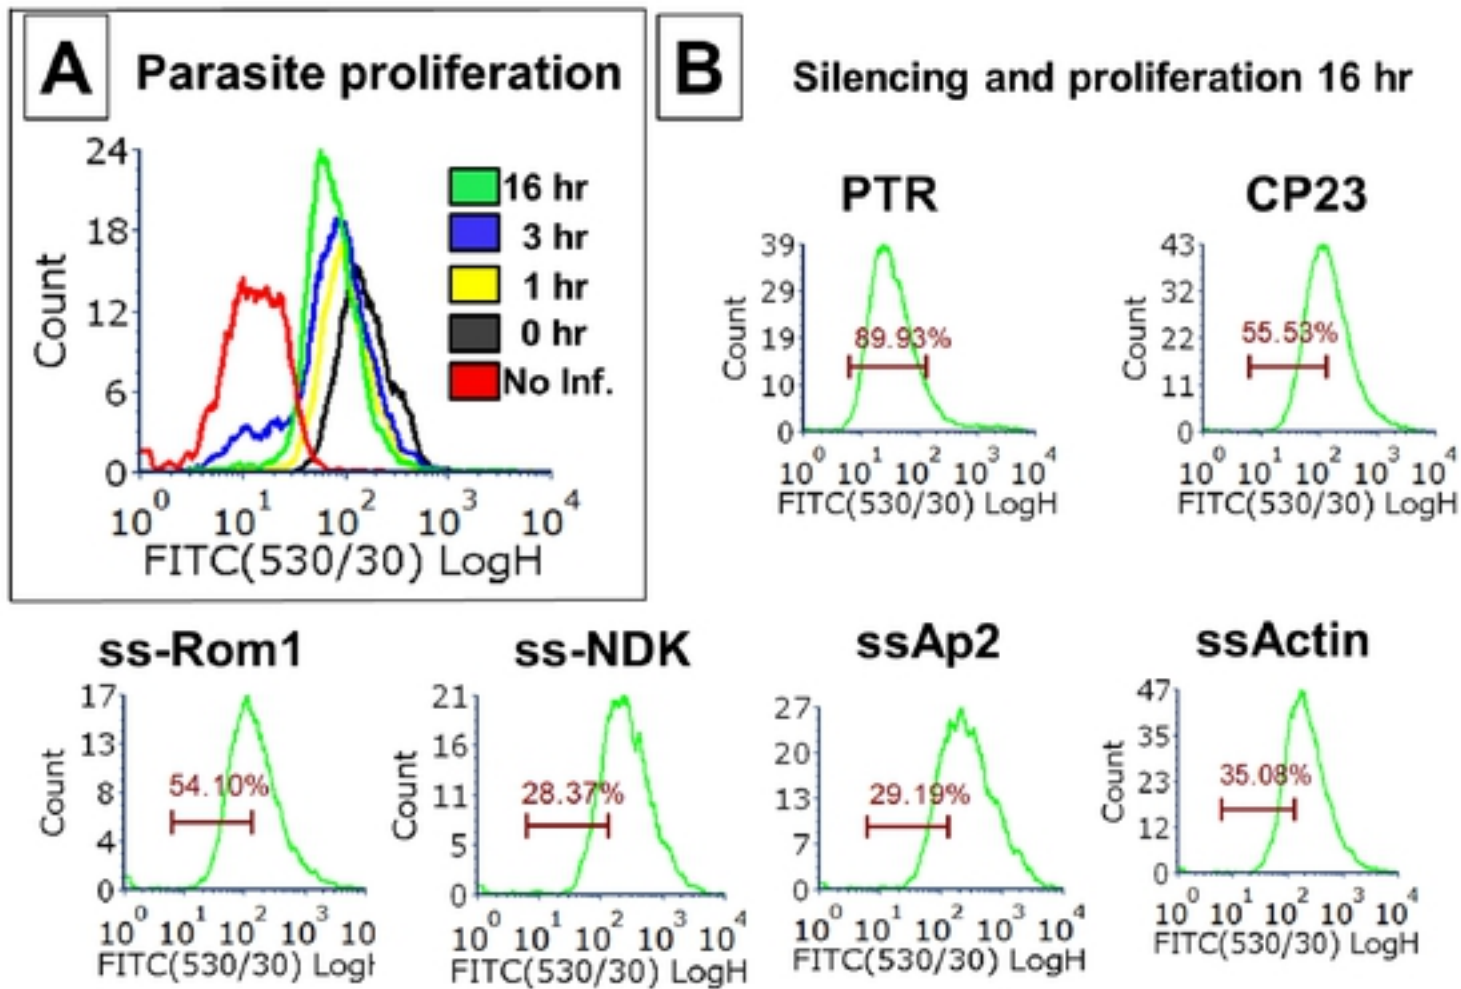 A
Parasite proliferation
24
18
12
6
0
Count
16 hr
3 hr
1 hr
0 hr
No Inf.
10^0 10^1 10^2 10^3 10^4
FITC(530/30) LogH
B
Silencing and proliferation 16 hr
PTR
39
29
19
10
0
Count
89.93%
10^0 10^1 10^2 10^3 10^4
FITC(530/30) LogH
CP23
43
32
22
11
0
Count
55.53%
10^0 10^1 10^2 10^3 10^4
FITC(530/30) LogH
ss-Rom1
17
13
8
4
0
Count
54.10%
10^0 10^1 10^2 10^3 10
FITC(530/30) Log
ss-NDK
21
16
11
5
0
Count
28.37%
10^0 10^1 10^2 10^3 10^4
FITC(530/30) LogH
ssAp2
27
20
13
7
0
Count
29.19%
10^0 10^1 10^2 10^3 10^4
FITC(530/30) LogH
ssActin
47
35
23
12
0
Count
35.08%
10^0 10^1 10^2 10^3 10^4
FITC(530/30) LogH